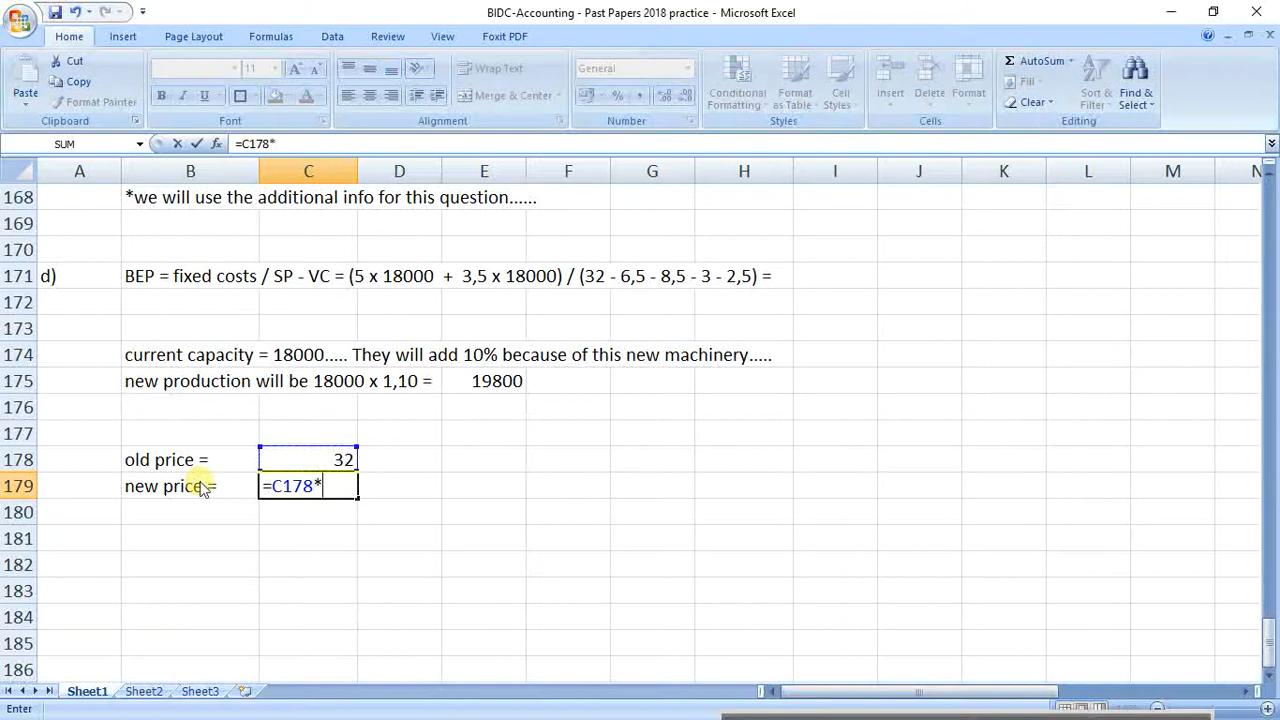 BIDC-Accounting - Past Papers 2018 practice - Microsoft Excel
Home Insert Page Layout Formulas Data Review View Foxit PDF
Cut
Copy
Format Painter
Paste
Clipboard
11
B I U
Font
Wrap Text
Merge & Center
Alignment
General
%
Number
Conditional Formatting
Format as Table
Cell Styles
Styles
Insert
Delete
Format
Cells
AutoSum
Fill
Clear
Sort & Filter
Find & Select
Editing
SUM =C178*
A B C D E F G H I J K L M N
168 *we will use the additional info for this question......
169
170
171 d) BEP = fixed costs / SP - VC = (5 x 18000 + 3,5 x 18000) / (32 - 6,5 - 8,5 - 3 - 2,5) =
172
173
174 current capacity = 18000..... They will add 10% because of this new machinery.....
175 new production will be 18000 x 1,10 = 19800
176
177
178 old price = 32
179 new price = =C178*
180
181
182
183
184
185
186
Sheet1 Sheet2 Sheet3
Enter